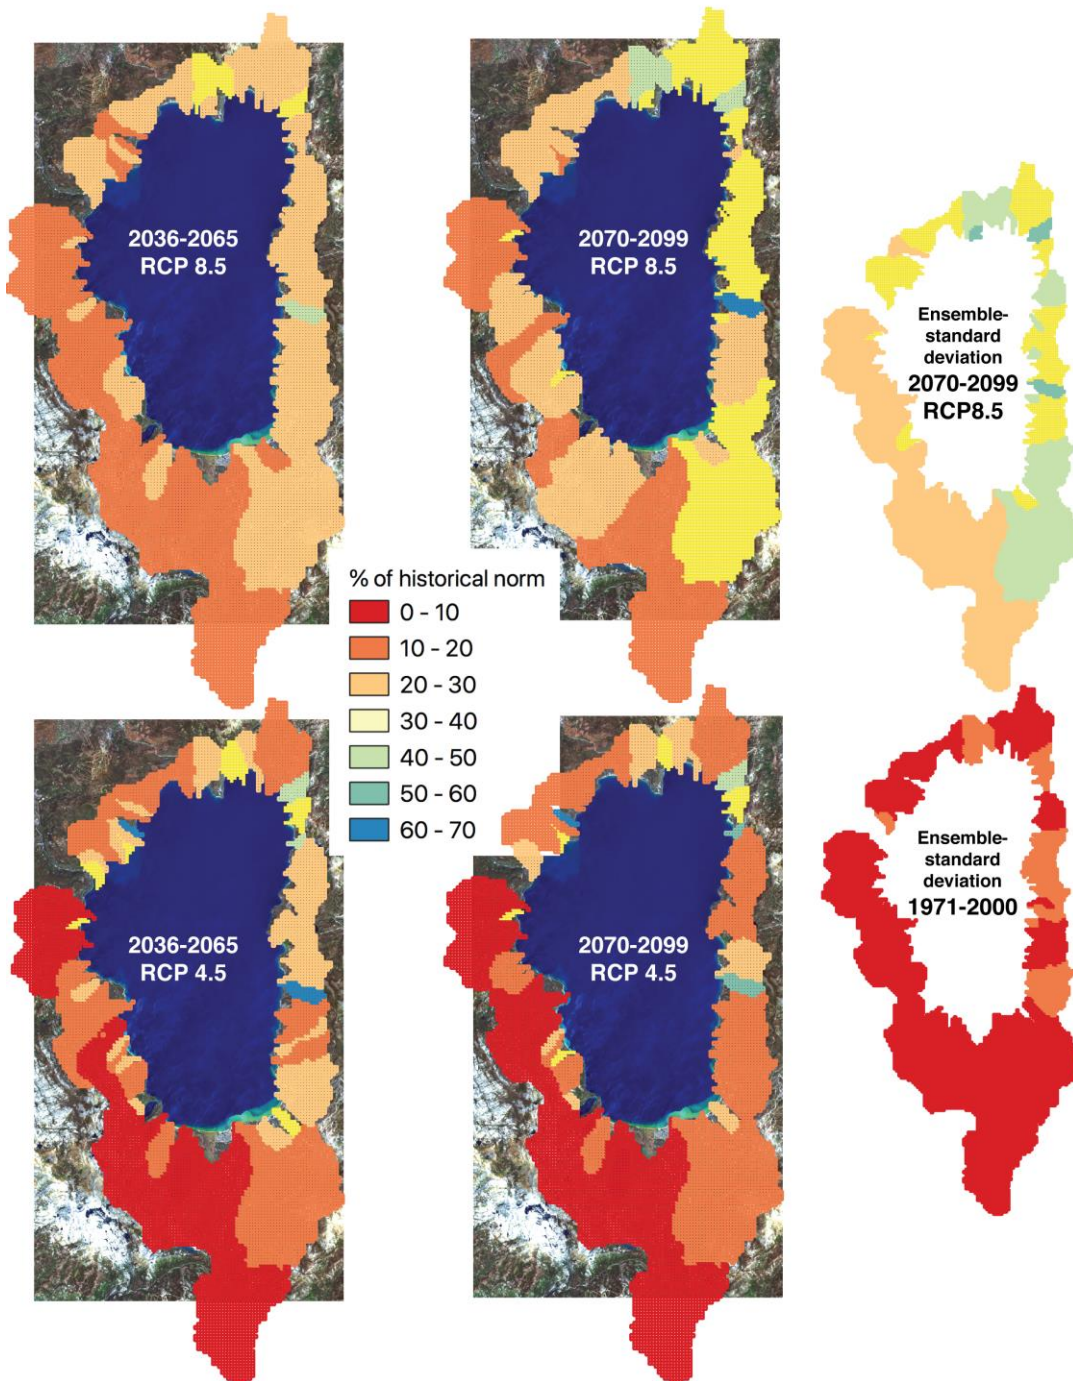 2036-2065
RCP 8.5
2070-2099
RCP 8.5
Ensemble-
standard
deviation
2070-2099
RCP8.5
% of historical norm
0 - 10
10 - 20
20 - 30
30 - 40
40 - 50
50 - 60
60 - 70
2036-2065
RCP 4.5
2070-2099
RCP 4.5
Ensemble-
standard
deviation
1971-2000